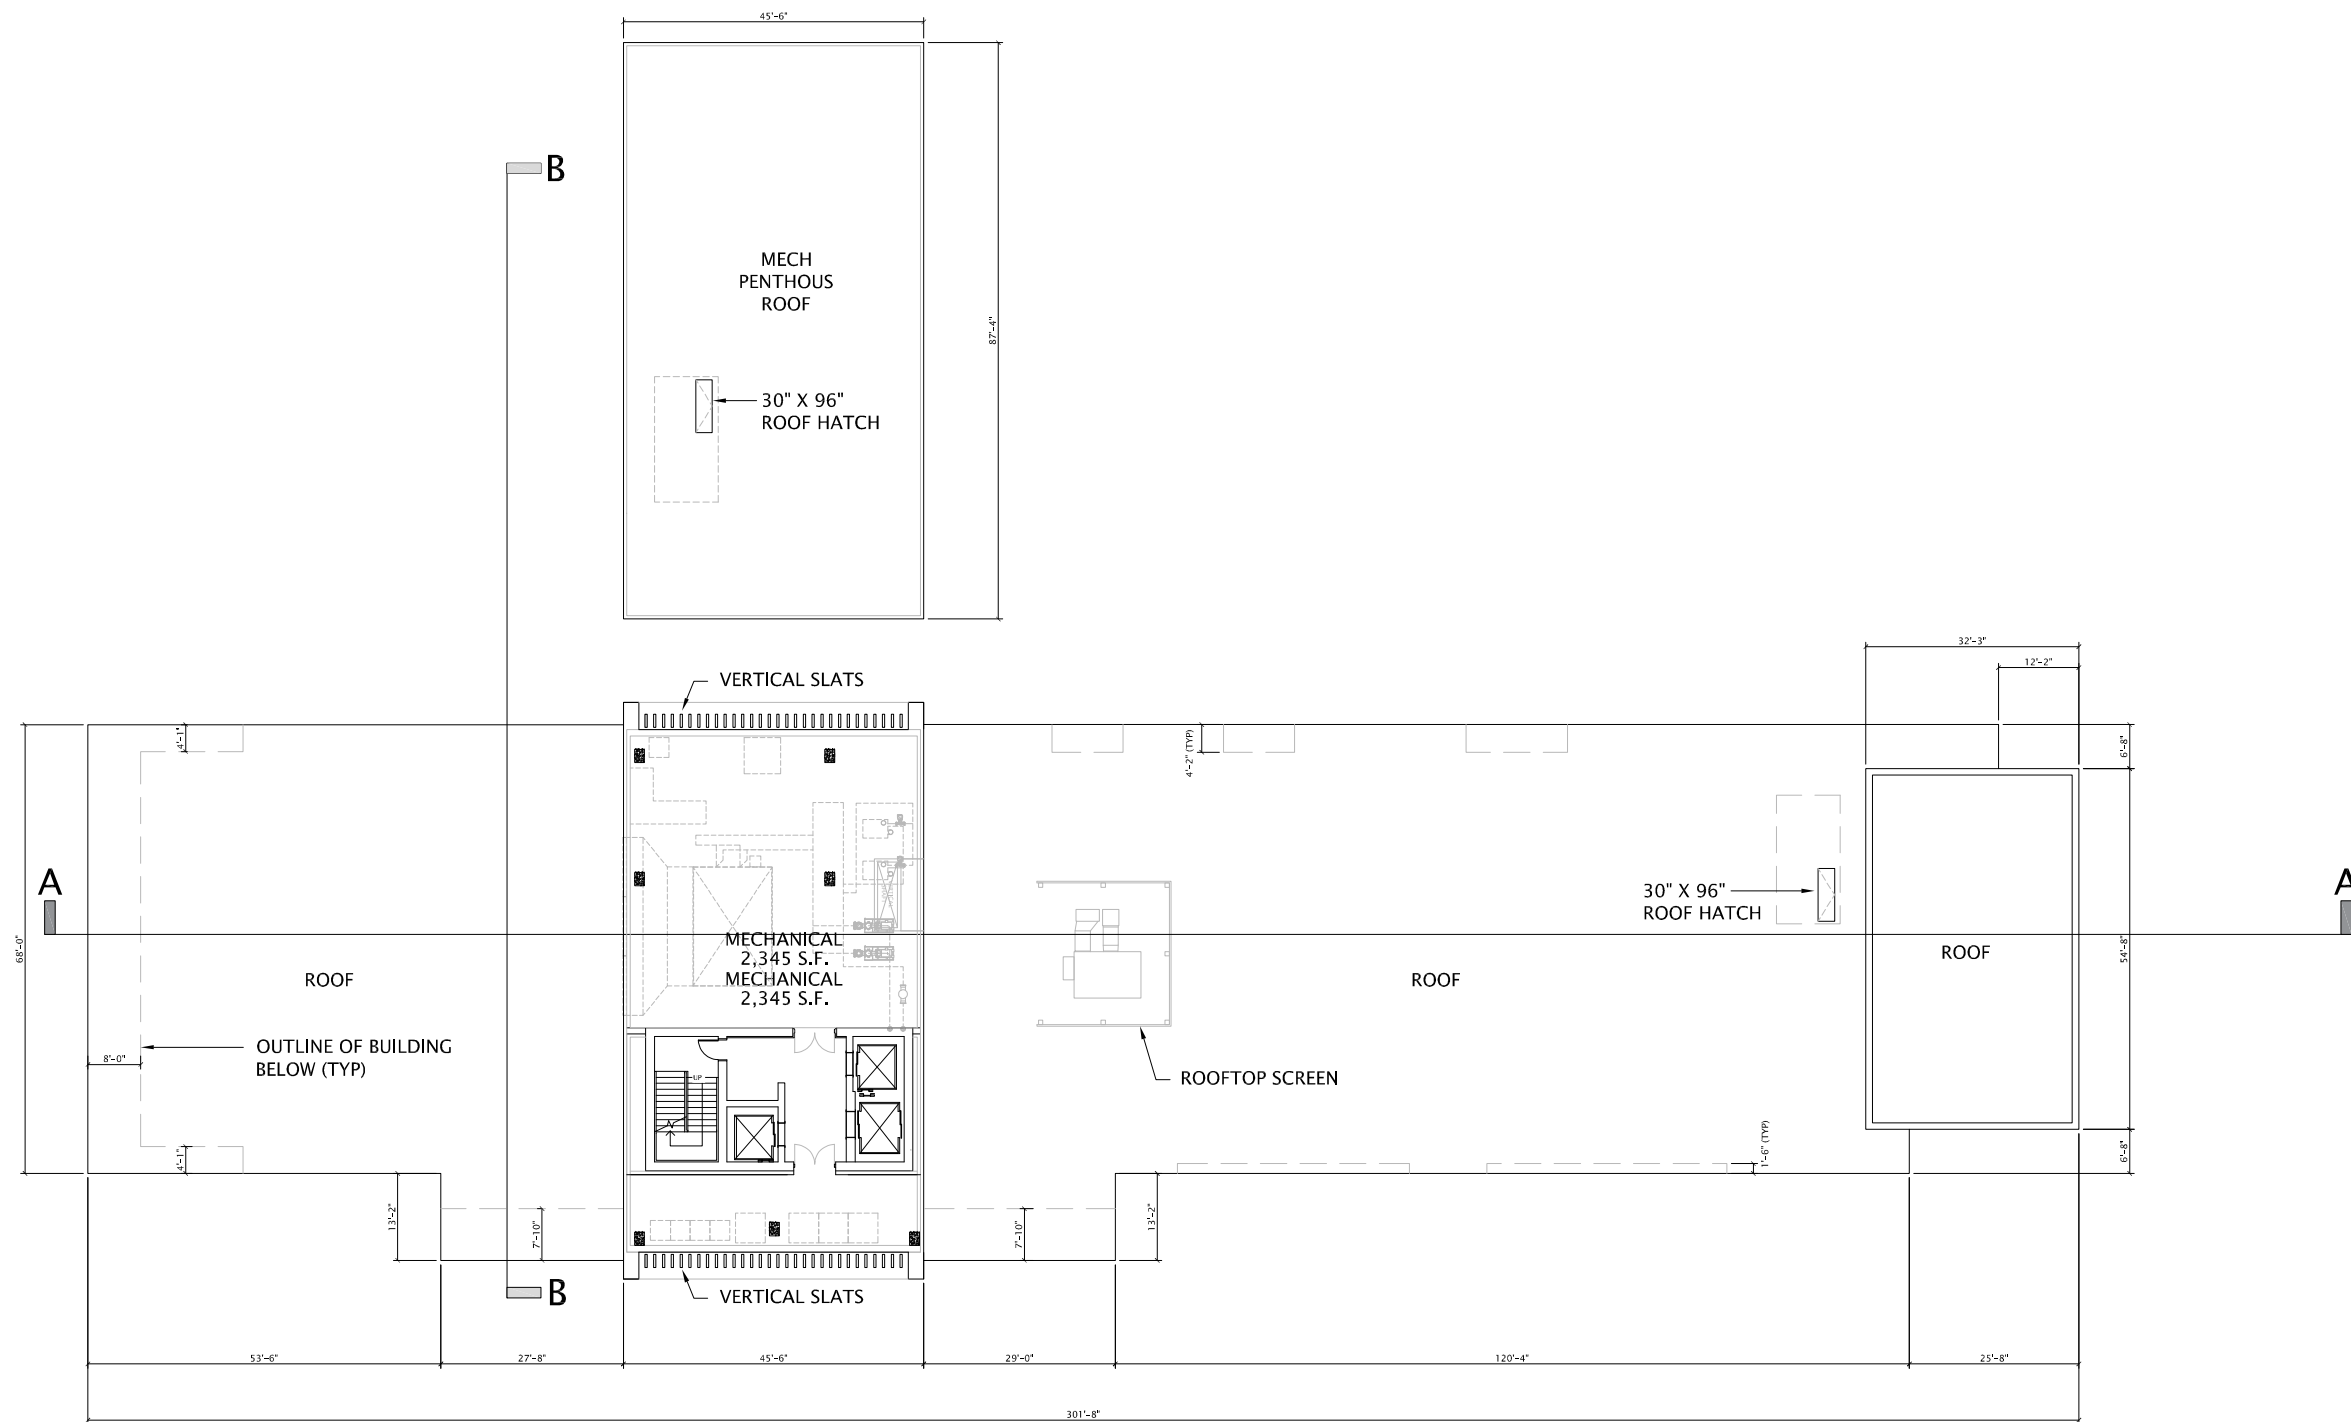 45'-6"
B
MECH
PENTHOUS
ROOF
87'-4"
30" X 96"
ROOF HATCH
32'-3"
12'-2"
VERTICAL SLATS
4'-1"
4'-2" (TYP)
6'-8"
A
A
30" X 96"
ROOF HATCH
68'-0"
MECHANICAL
2,345 S.F.
MECHANICAL
2,345 S.F.
54'-8"
ROOF
ROOF
ROOF
OUTLINE OF BUILDING
BELOW (TYP)
8'-0"
UP
ROOFTOP SCREEN
4'-1"
1'-6" (TYP)
6'-8"
13'-2"
7'-10"
7'-10"
13'-2"
B
VERTICAL SLATS
53'-6"
27'-8"
45'-6"
29'-0"
120'-4"
25'-8"
301'-8"